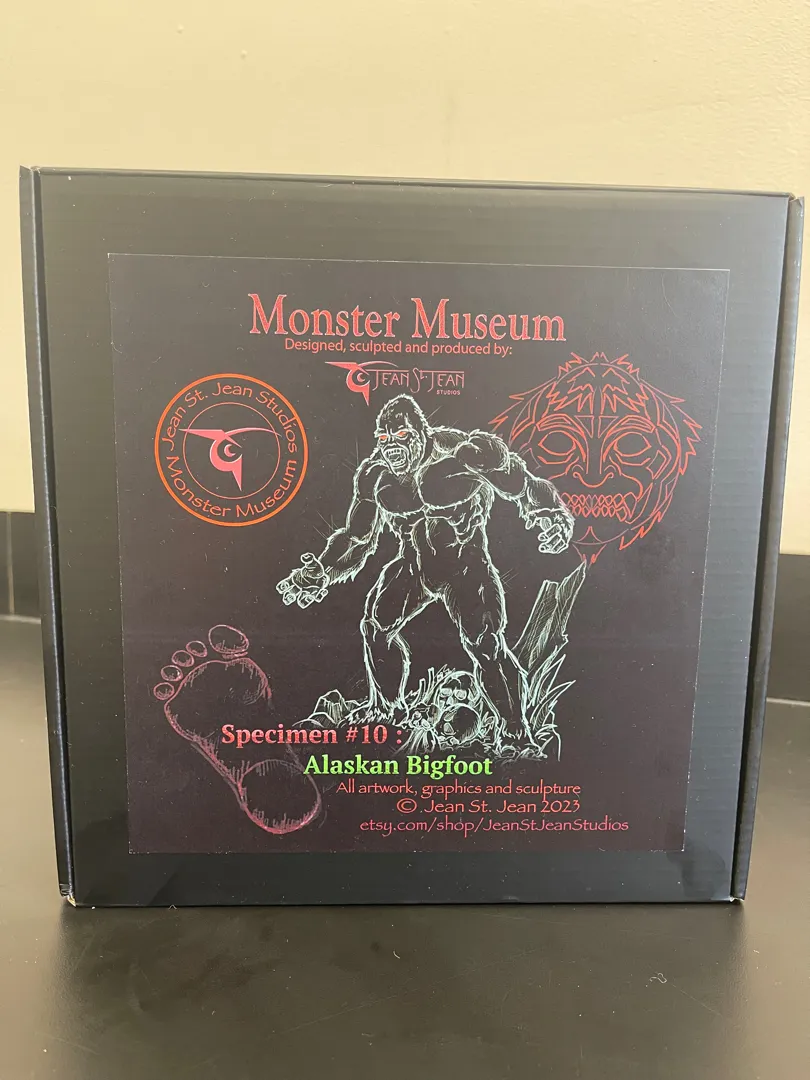 Monster Museum
Designed, sculpted and produced by:
JEAN ST. JEAN
STUDIOS
Jean St. Jean Studios
Monster Museum
Specimen #10 :
Alaskan Bigfoot
All artwork, graphics and sculpture
© Jean St. Jean 2023
etsy.com/shop/JeanStJeanStudios